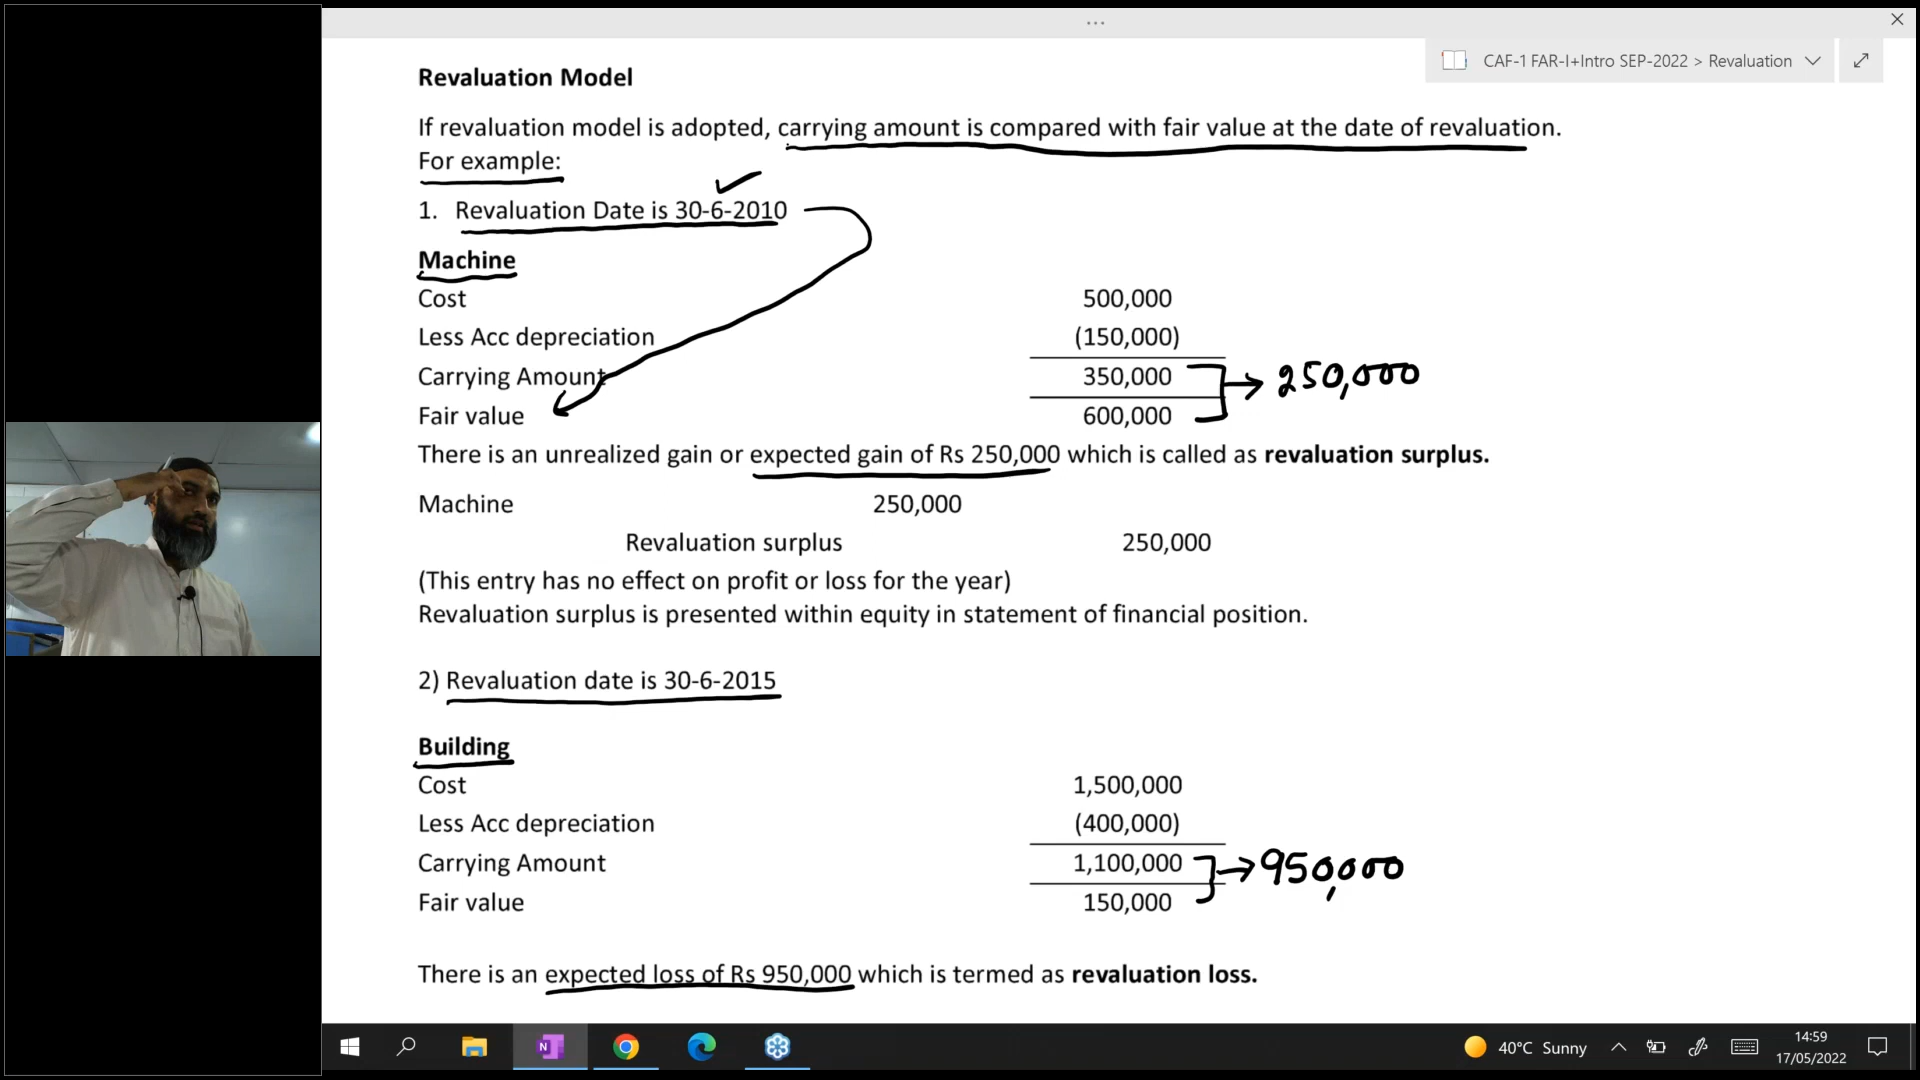 ...
CAF-1 FAR-I+Intro SEP-2022 > Revaluation
Revaluation Model
If revaluation model is adopted, carrying amount is compared with fair value at the date of revaluation.
For example:
1. Revaluation Date is 30-6-2010
Machine
Cost 500,000
Less Acc depreciation (150,000)
Carrying Amount 350,000 250,000
Fair value 600,000
There is an unrealized gain or expected gain of Rs 250,000 which is called as revaluation surplus.
Machine 250,000
Revaluation surplus 250,000
(This entry has no effect on profit or loss for the year)
Revaluation surplus is presented within equity in statement of financial position.
2) Revaluation date is 30-6-2015
Building
Cost 1,500,000
Less Acc depreciation (400,000)
Carrying Amount 1,100,000 950,000
Fair value 150,000
There is an expected loss of Rs 950,000 which is termed as revaluation loss.
N 40°C Sunny 14:59
17/05/2022